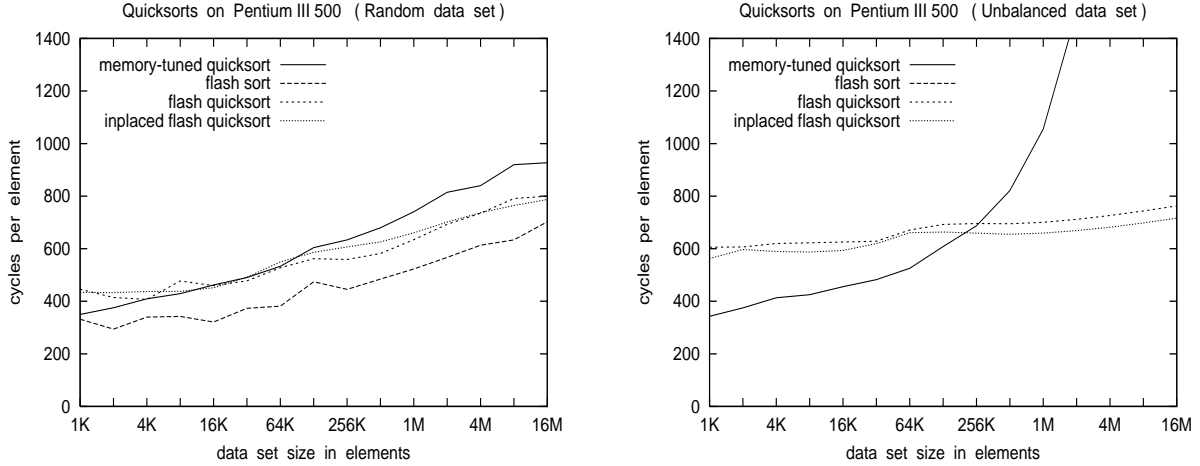 Quicksorts on Pentium III 500 ( Random data set )
1400
1200
1000
800
600
400
200
0
cycles per element
memory-tuned quicksort
flash sort
flash quicksort
inplaced flash quicksort
1K 4K 16K 64K 256K 1M 4M 16M
data set size in elements
Quicksorts on Pentium III 500 ( Unbalanced data set )
1400
1200
1000
800
600
400
200
0
cycles per element
memory-tuned quicksort
flash sort
flash quicksort
inplaced flash quicksort
1K 4K 16K 64K 256K 1M 4M 16M
data set size in elements